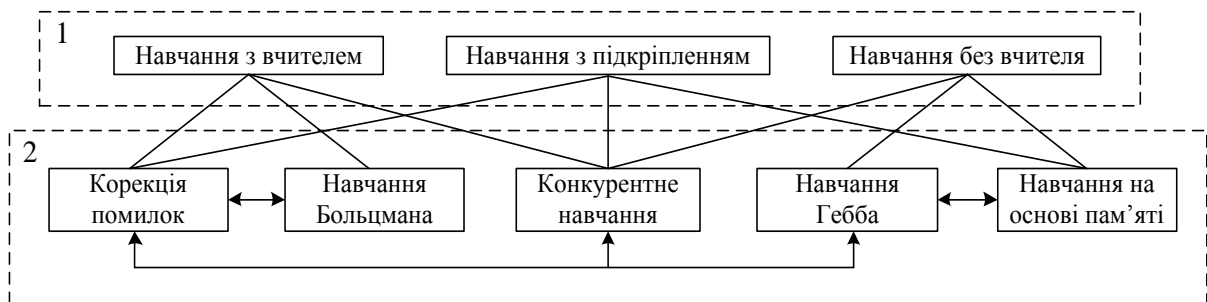 1
Навчання з вчителем
Навчання з підкріпленням
Навчання без вчителя
2
Корекція
помилок
Навчання
Больцмана
Конкурентне
навчання
Навчання
Гебба
Навчання на
основі пам’яті